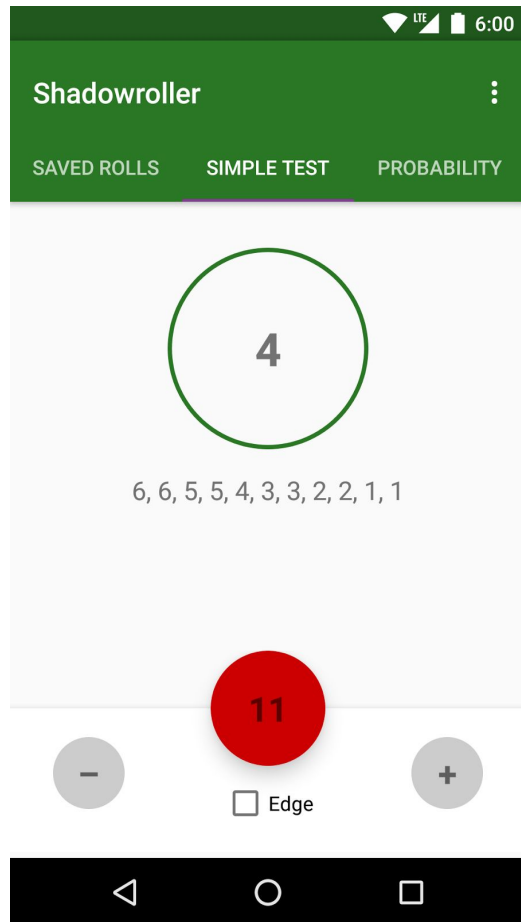 LTE 6:00
Shadowroller
SAVED ROLLS SIMPLE TEST PROBABILITY
4
6, 6, 5, 5, 4, 3, 3, 2, 2, 1, 1
11
− +
Edge